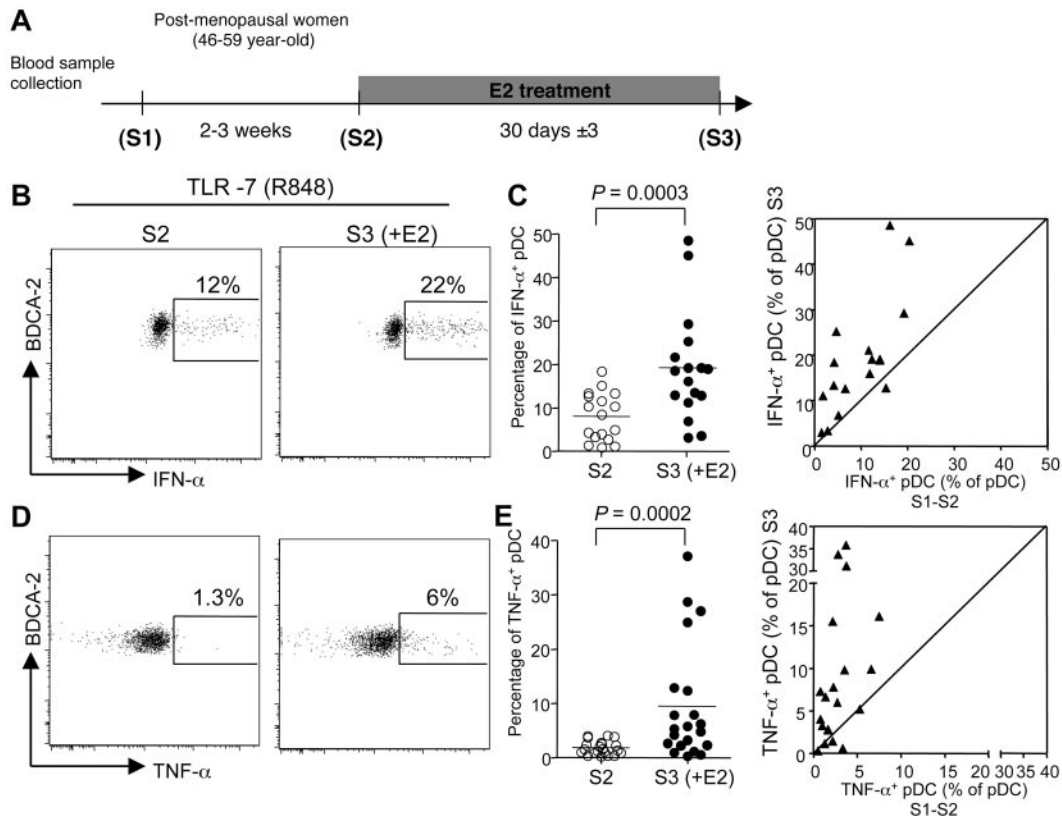 A
Post-menopausal women
(46-59 year-old)
Blood sample
collection
E2 treatment
(S1)
2-3 weeks
(S2)
30 days ±3
(S3)
B
TLR -7 (R848)
S2
S3 (+E2)
12%
22%
BDCA-2
IFN-α
C
P = 0.0003
Percentage of IFN-α+ pDC
50
40
30
20
10
0
S2
S3 (+E2)
IFN-α+ pDC (% of pDC) S3
50
40
30
20
10
0
0 10 20 30 40 50
IFN-α+ pDC (% of pDC)
S1-S2
D
1.3%
6%
BDCA-2
TNF-α
E
P = 0.0002
Percentage of TNF-α+ pDC
40
30
20
10
0
S2
S3 (+E2)
TNF-α+ pDC (% of pDC) S3
40
35
30
20
15
10
5
0
0 5 10 15 20 30 35 40
TNF-α+ pDC (% of pDC)
S1-S2